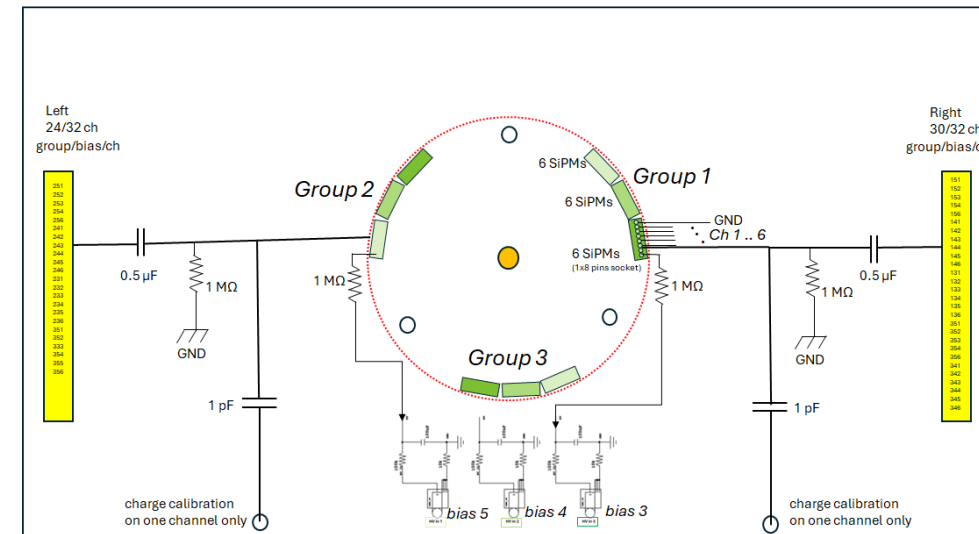 Left
24/32 ch
group/bias/ch
Right
30/32 ch
group/bias/c
251
252
253
254
256
241
242
243
244
245
246
231
232
233
234
235
236
351
352
333
354
355
356
151
152
153
154
156
141
142
143
144
145
146
131
132
133
134
135
136
351
352
353
354
256
341
342
343
344
345
346
Group 2
6 SiPMs
Group 1
6 SiPMs
GND
Ch 1 .. 6
6 SiPMs
(1x8 pins socket)
0.5 µF
1 MΩ
GND
1 MΩ
1 MΩ
1 MΩ
0.5 µF
GND
Group 3
1 pF
1 pF
bias 5
bias 4
bias 3
charge calibration
on one channel only
charge calibration
on one channel only